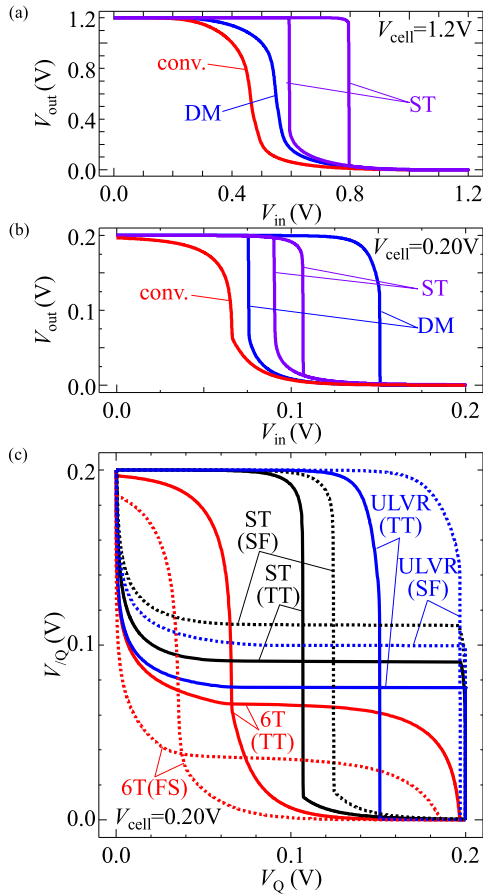 (a)
1.2
0.8
0.4
0.0
V_out (V)
V_cell=1.2V
conv.
DM
ST
0.0 0.4 0.8 1.2
V_in (V)
(b)
0.2
0.1
0.0
V_out (V)
V_cell=0.20V
conv.
ST
DM
0.0 0.1 0.2
V_in (V)
(c)
0.2
0.1
0.0
V_/Q (V)
ST
(SF)
ST
(TT)
ULVR
(TT)
ULVR
(SF)
6T
(TT)
6T(FS)
V_cell=0.20V
0.0 0.1 0.2
V_Q (V)